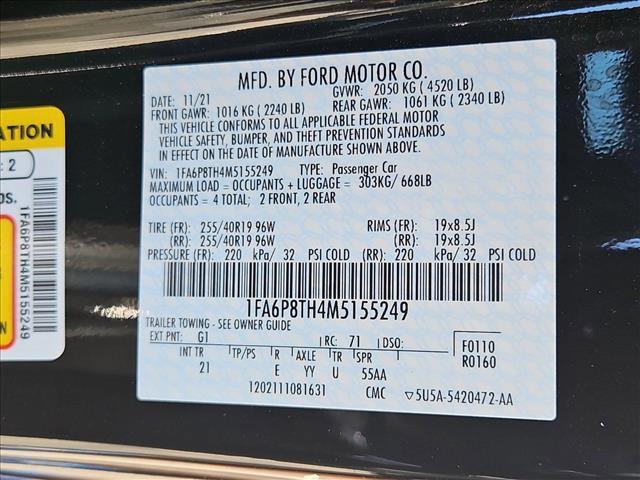 MFD. BY FORD MOTOR CO.
DATE: 11/21 GVWR: 2050 KG ( 4520 LB)
FRONT GAWR: 1016 KG ( 2240 LB) REAR GAWR: 1061 KG ( 2340 LB)
THIS VEHICLE CONFORMS TO ALL APPLICABLE FEDERAL MOTOR
VEHICLE SAFETY, BUMPER, AND THEFT PREVENTION STANDARDS
IN EFFECT ON THE DATE OF MANUFACTURE SHOWN ABOVE.
VIN: 1FA6P8TH4M5155249 TYPE: Passenger Car
MAXIMUM LOAD = OCCUPANTS + LUGGAGE = 303KG/ 668LB
OCCUPANTS = 4 TOTAL; 2 FRONT, 2 REAR
TIRE (FR): 255/40R19 96W RIMS (FR): 19x8.5J
(RR): 255/40R19 96W (RR): 19x8.5J
PRESSURE (FR): 220 kPa/ 32 PSI COLD (RR): 220 kPa/ 32 PSI COLD
1FA6P8TH4M5155249
TRAILER TOWING - SEE OWNER GUIDE
EXT PNT: G1 RC: 71 DSO: F0110
R0160
INT TR TP/PS R AXLE TR SPR
21 E YY U 55AA
1202111081631 CMC 5U5A-5420472-AA
ATION
: 2
os.
1FA6P8TH4M5155249